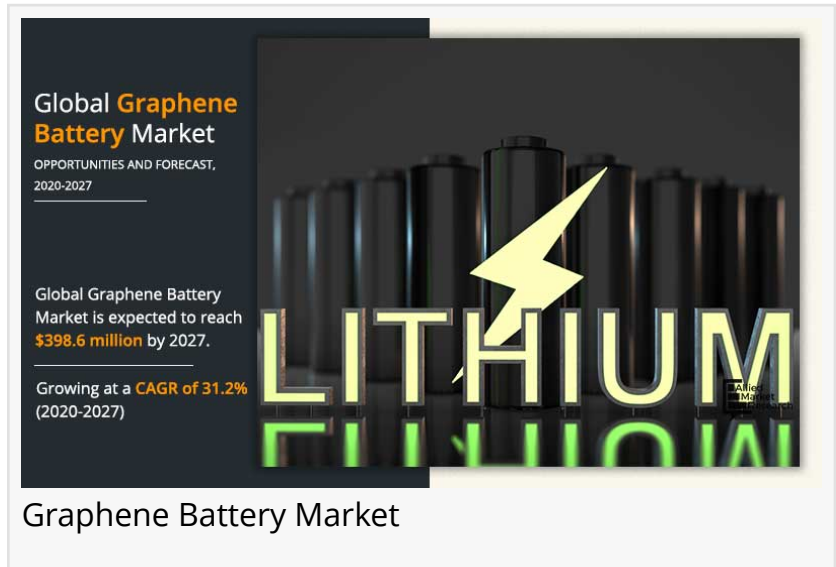 Global Graphene
Battery Market
OPPORTUNITIES AND FORECAST,
2020-2027
Global Graphene Battery
Market is expected to reach
$398.6 million by 2027.
Growing at a CAGR of 31.2%
(2020-2027)
LITHIUM
Allied
Market
Research
Graphene Battery Market